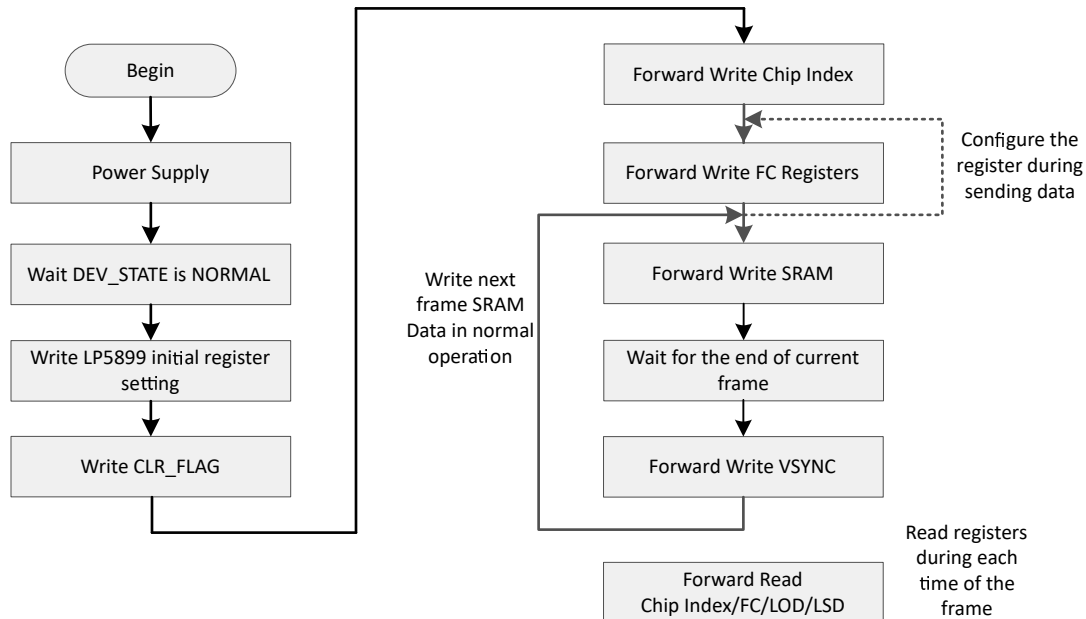 Begin
Power Supply
Wait DEV_STATE is NORMAL
Write LP5899 initial register
setting
Write CLR_FLAG
Forward Write Chip Index
Configure the
register during
sending data
Forward Write FC Registers
Write next
frame SRAM
Data in normal
operation
Forward Write SRAM
Wait for the end of current
frame
Forward Write VSYNC
Read registers
during each
time of the
frame
Forward Read
Chip Index/FC/LOD/LSD